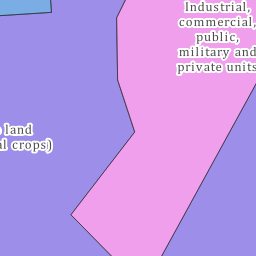 Industrial,
commercial,
public,
military and
private units
land
crops)